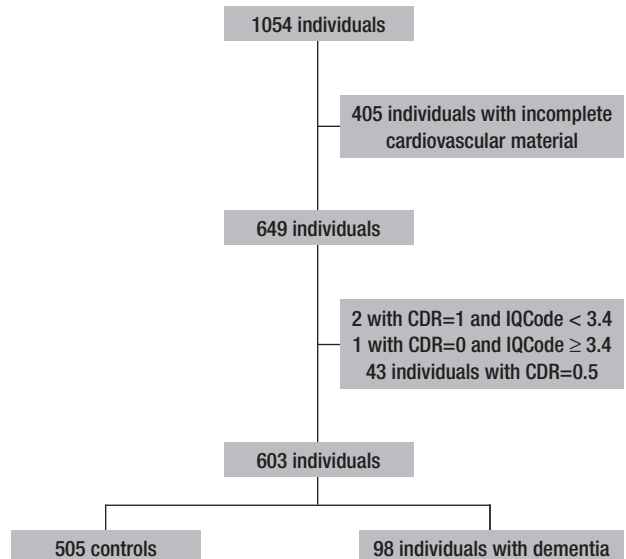 1054 individuals
405 individuals with incomplete
cardiovascular material
649 individuals
2 with CDR=1 and IQCode < 3.4
1 with CDR=0 and IQCode ≥ 3.4
43 individuals with CDR=0.5
603 individuals
505 controls
98 individuals with dementia